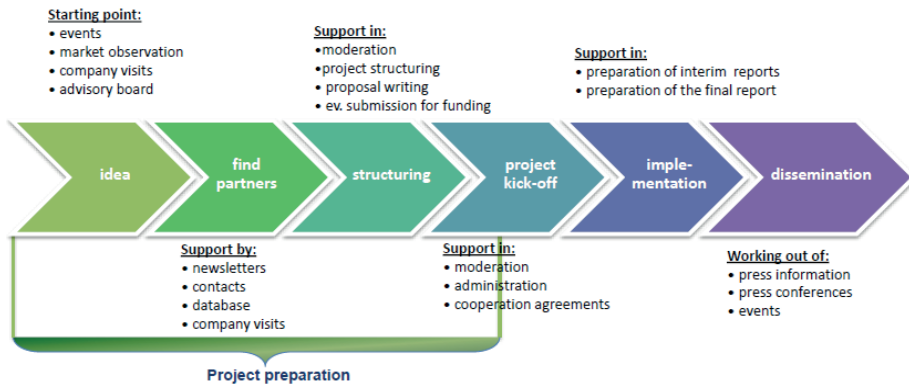 Starting point:
• events
• market observation
• company visits
• advisory board
Support in:
•moderation
•project structuring
• proposal writing
• ev. submission for funding
Support in:
• preparation of interim reports
• preparation of the final report
idea
find
partners
structuring
project
kick-off
imple-
mentation
dissemination
Support by:
• newsletters
• contacts
• database
• company visits
Support in:
• moderation
• administration
• cooperation agreements
Working out of:
• press information
• press conferences
• events
Project preparation